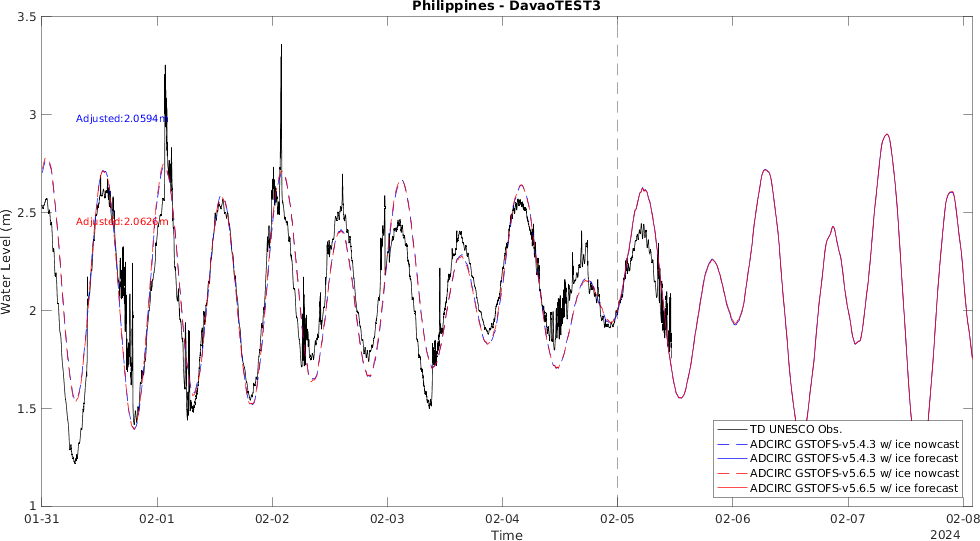 Philippines - DavaoTEST3
3.5
3
2.5
2
1.5
1
Water Level (m)
Adjusted:2.0594m
Adjusted:2.0626m
TD UNESCO Obs.
ADCIRC GSTOFS-v5.4.3 w/ ice nowcast
ADCIRC GSTOFS-v5.4.3 w/ ice forecast
ADCIRC GSTOFS-v5.6.5 w/ ice nowcast
ADCIRC GSTOFS-v5.6.5 w/ ice forecast
01-31 02-01 02-02 02-03 02-04 02-05 02-06 02-07 02-08
Time
2024